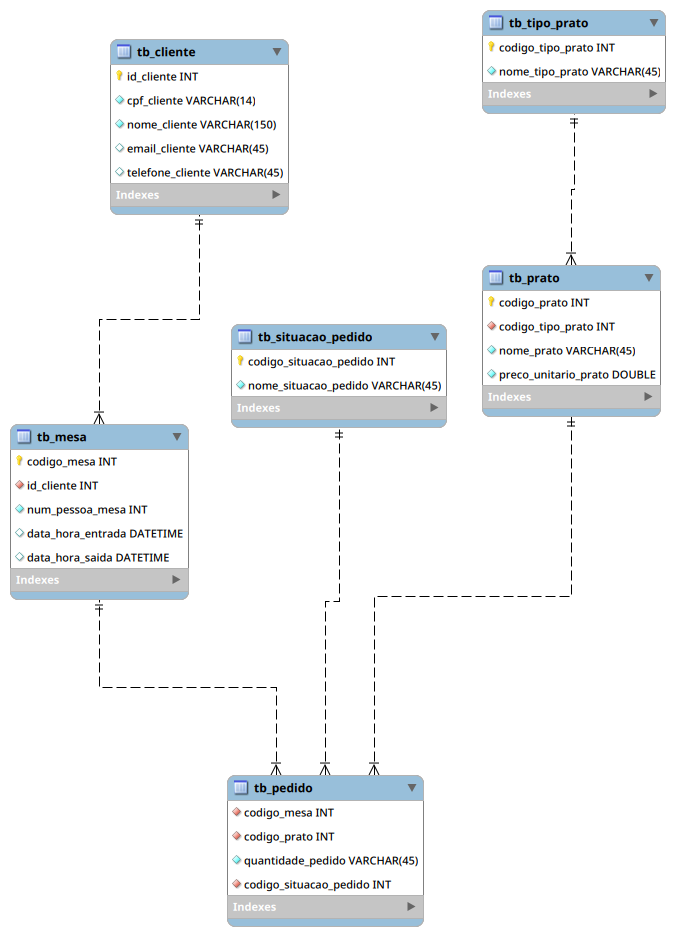 tb_cliente
id_cliente INT
cpf_cliente VARCHAR(14)
nome_cliente VARCHAR(150)
email_cliente VARCHAR(45)
telefone_cliente VARCHAR(45)
Indexes
tb_tipo_prato
codigo_tipo_prato INT
nome_tipo_prato VARCHAR(45)
Indexes
tb_situacao_pedido
codigo_situacao_pedido INT
nome_situacao_pedido VARCHAR(45)
Indexes
tb_prato
codigo_prato INT
codigo_tipo_prato INT
nome_prato VARCHAR(45)
preco_unitario_prato DOUBLE
Indexes
tb_mesa
codigo_mesa INT
id_cliente INT
num_pessoa_mesa INT
data_hora_entrada DATETIME
data_hora_saida DATETIME
Indexes
tb_pedido
codigo_mesa INT
codigo_prato INT
quantidade_pedido VARCHAR(45)
codigo_situacao_pedido INT
Indexes